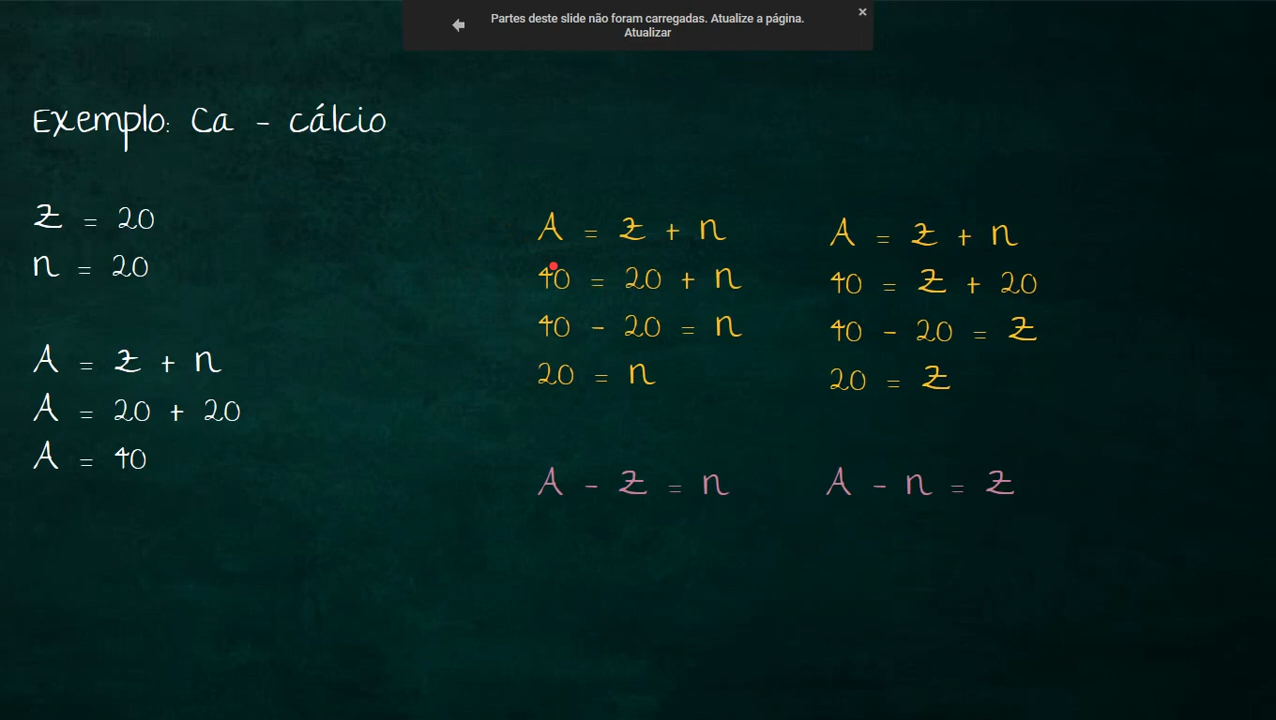 Partes deste slide não foram carregadas. Atualize a página.
Atualizar
×
Exemplo: Ca - cálcio
Z = 20
n = 20
A = Z + n
A = 20 + 20
A = 40
A = Z + n
40 = 20 + n
40 - 20 = n
20 = n
A - Z = n
A = Z + n
40 = Z + 20
40 - 20 = Z
20 = Z
A - n = Z